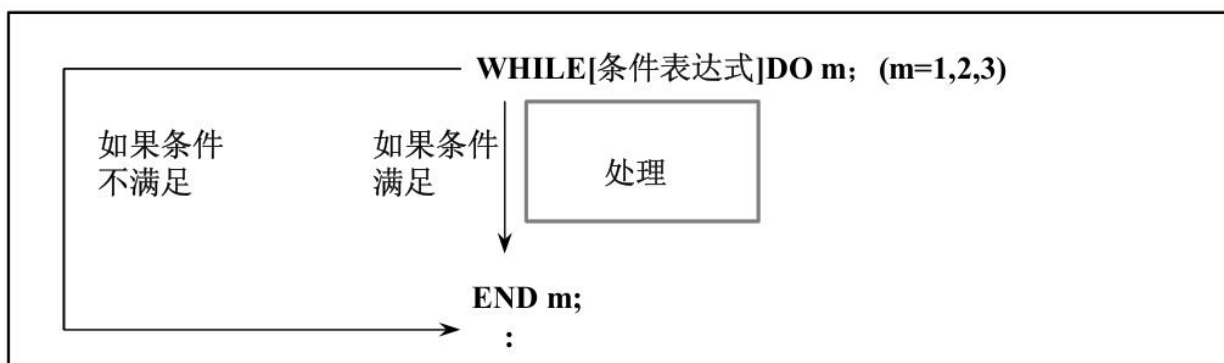 WHILE[条件表达式]DO m；(m=1,2,3)
如果条件
不满足
如果条件
满足
处理
END m;
: